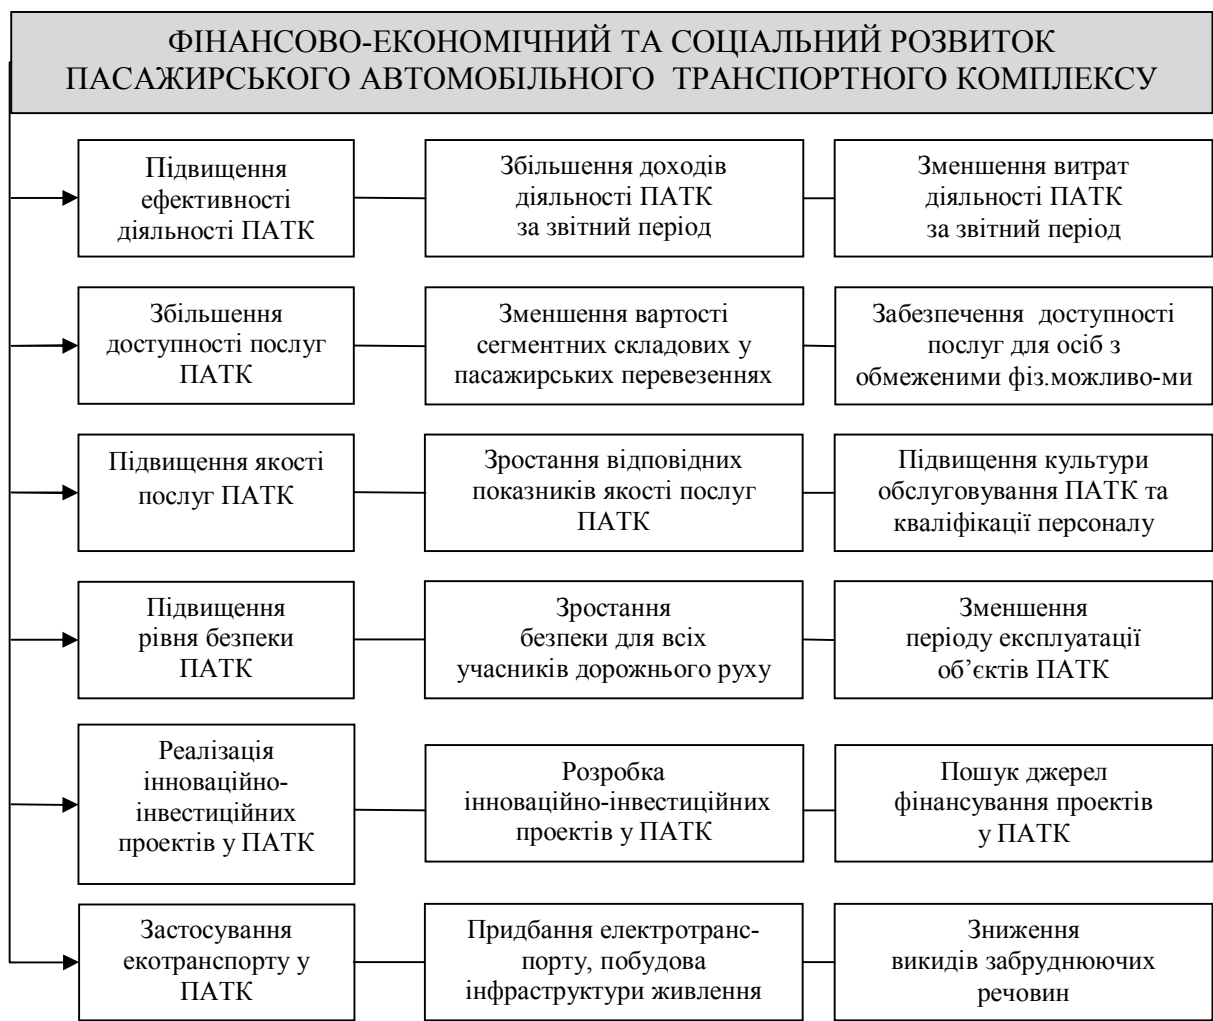 ФІНАНСОВО-ЕКОНОМІЧНИЙ ТА СОЦІАЛЬНИЙ РОЗВИТОК
ПАСАЖИРСЬКОГО АВТОМОБІЛЬНОГО ТРАНСПОРТНОГО КОМПЛЕКСУ
Підвищення
ефективності
діяльності ПАТК
Збільшення доходів
діяльності ПАТК
за звітний період
Зменшення витрат
діяльності ПАТК
за звітний період
Збільшення
доступності послуг
ПАТК
Зменшення вартості
сегментних складових у
пасажирських перевезеннях
Забезпечення доступності
послуг для осіб з
обмеженими фіз.можливо-ми
Підвищення якості
послуг ПАТК
Зростання відповідних
показників якості послуг
ПАТК
Підвищення культури
обслуговування ПАТК та
кваліфікації персоналу
Підвищення
рівня безпеки
ПАТК
Зростання
безпеки для всіх
учасників дорожнього руху
Зменшення
періоду експлуатації
об’єктів ПАТК
Реалізація
інноваційно-
інвестиційних
проектів у ПАТК
Розробка
інноваційно-інвестиційних
проектів у ПАТК
Пошук джерел
фінансування проектів
у ПАТК
Застосування
екотранспорту у
ПАТК
Придбання електротранс-
порту, побудова
інфраструктури живлення
Зниження
викидів забруднюючих
речовин